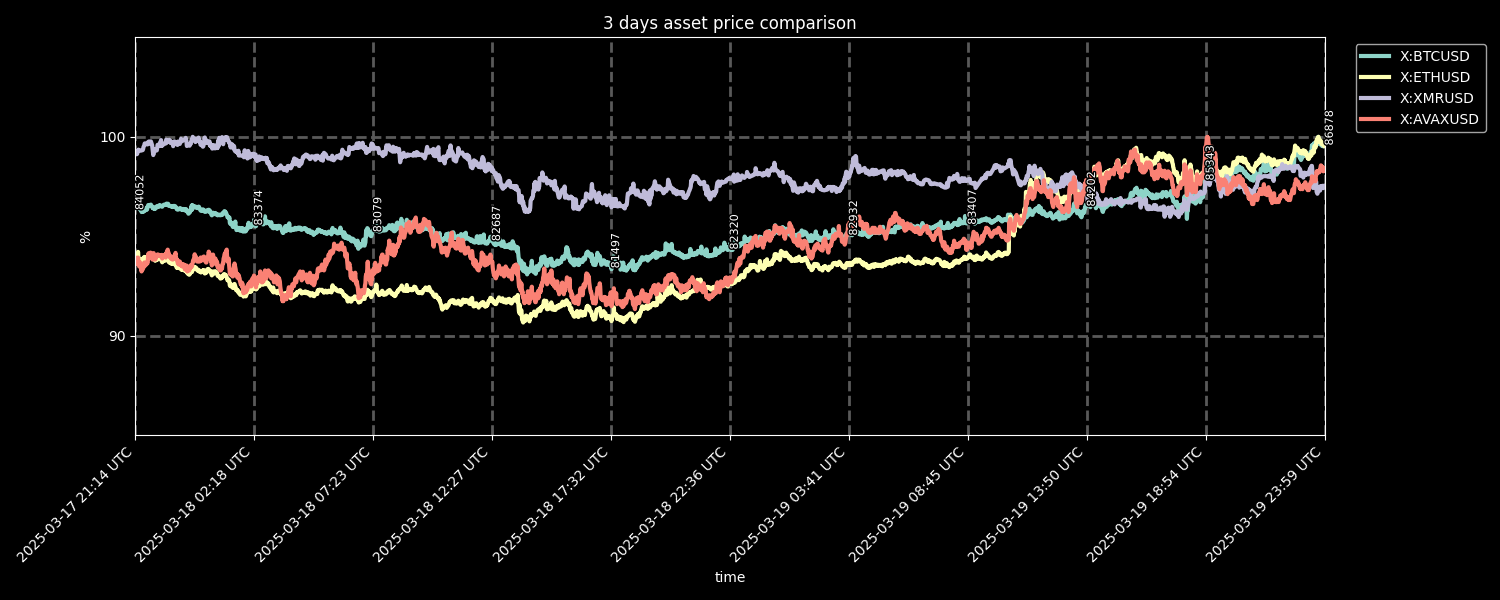 3 days asset price comparison
X:BTCUSD
X:ETHUSD
X:XMRUSD
X:AVAXUSD
100
90
%
84052
83374
83079
82687
81497
82320
82932
83407
84202
85343
86878
2025-03-17 21:14 UTC
2025-03-18 02:18 UTC
2025-03-18 07:23 UTC
2025-03-18 12:27 UTC
2025-03-18 17:32 UTC
2025-03-18 22:36 UTC
2025-03-19 03:41 UTC
2025-03-19 08:45 UTC
2025-03-19 13:50 UTC
2025-03-19 18:54 UTC
2025-03-19 23:59 UTC
time